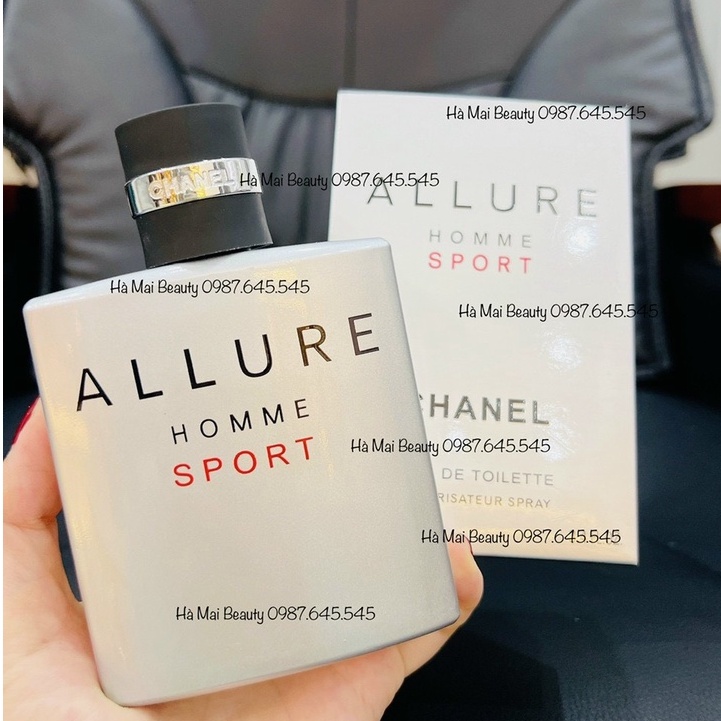 Hà Mai Beauty 0987.645.545
CHANEL
Hà Mai Beauty 0987.645.545
ALLURE
HOMME
SPORT
Hà Mai Beauty 0987.645.545
Hà Mai Beauty 0987.645.545
ALLURE
HOMME
SPORT
CHANEL
Hà Mai Beauty 0987.645.545
DE TOILETTE
RISATEUR SPRAY
Hà Mai Beauty 0987.645.545
Hà Mai Beauty 0987.645.545